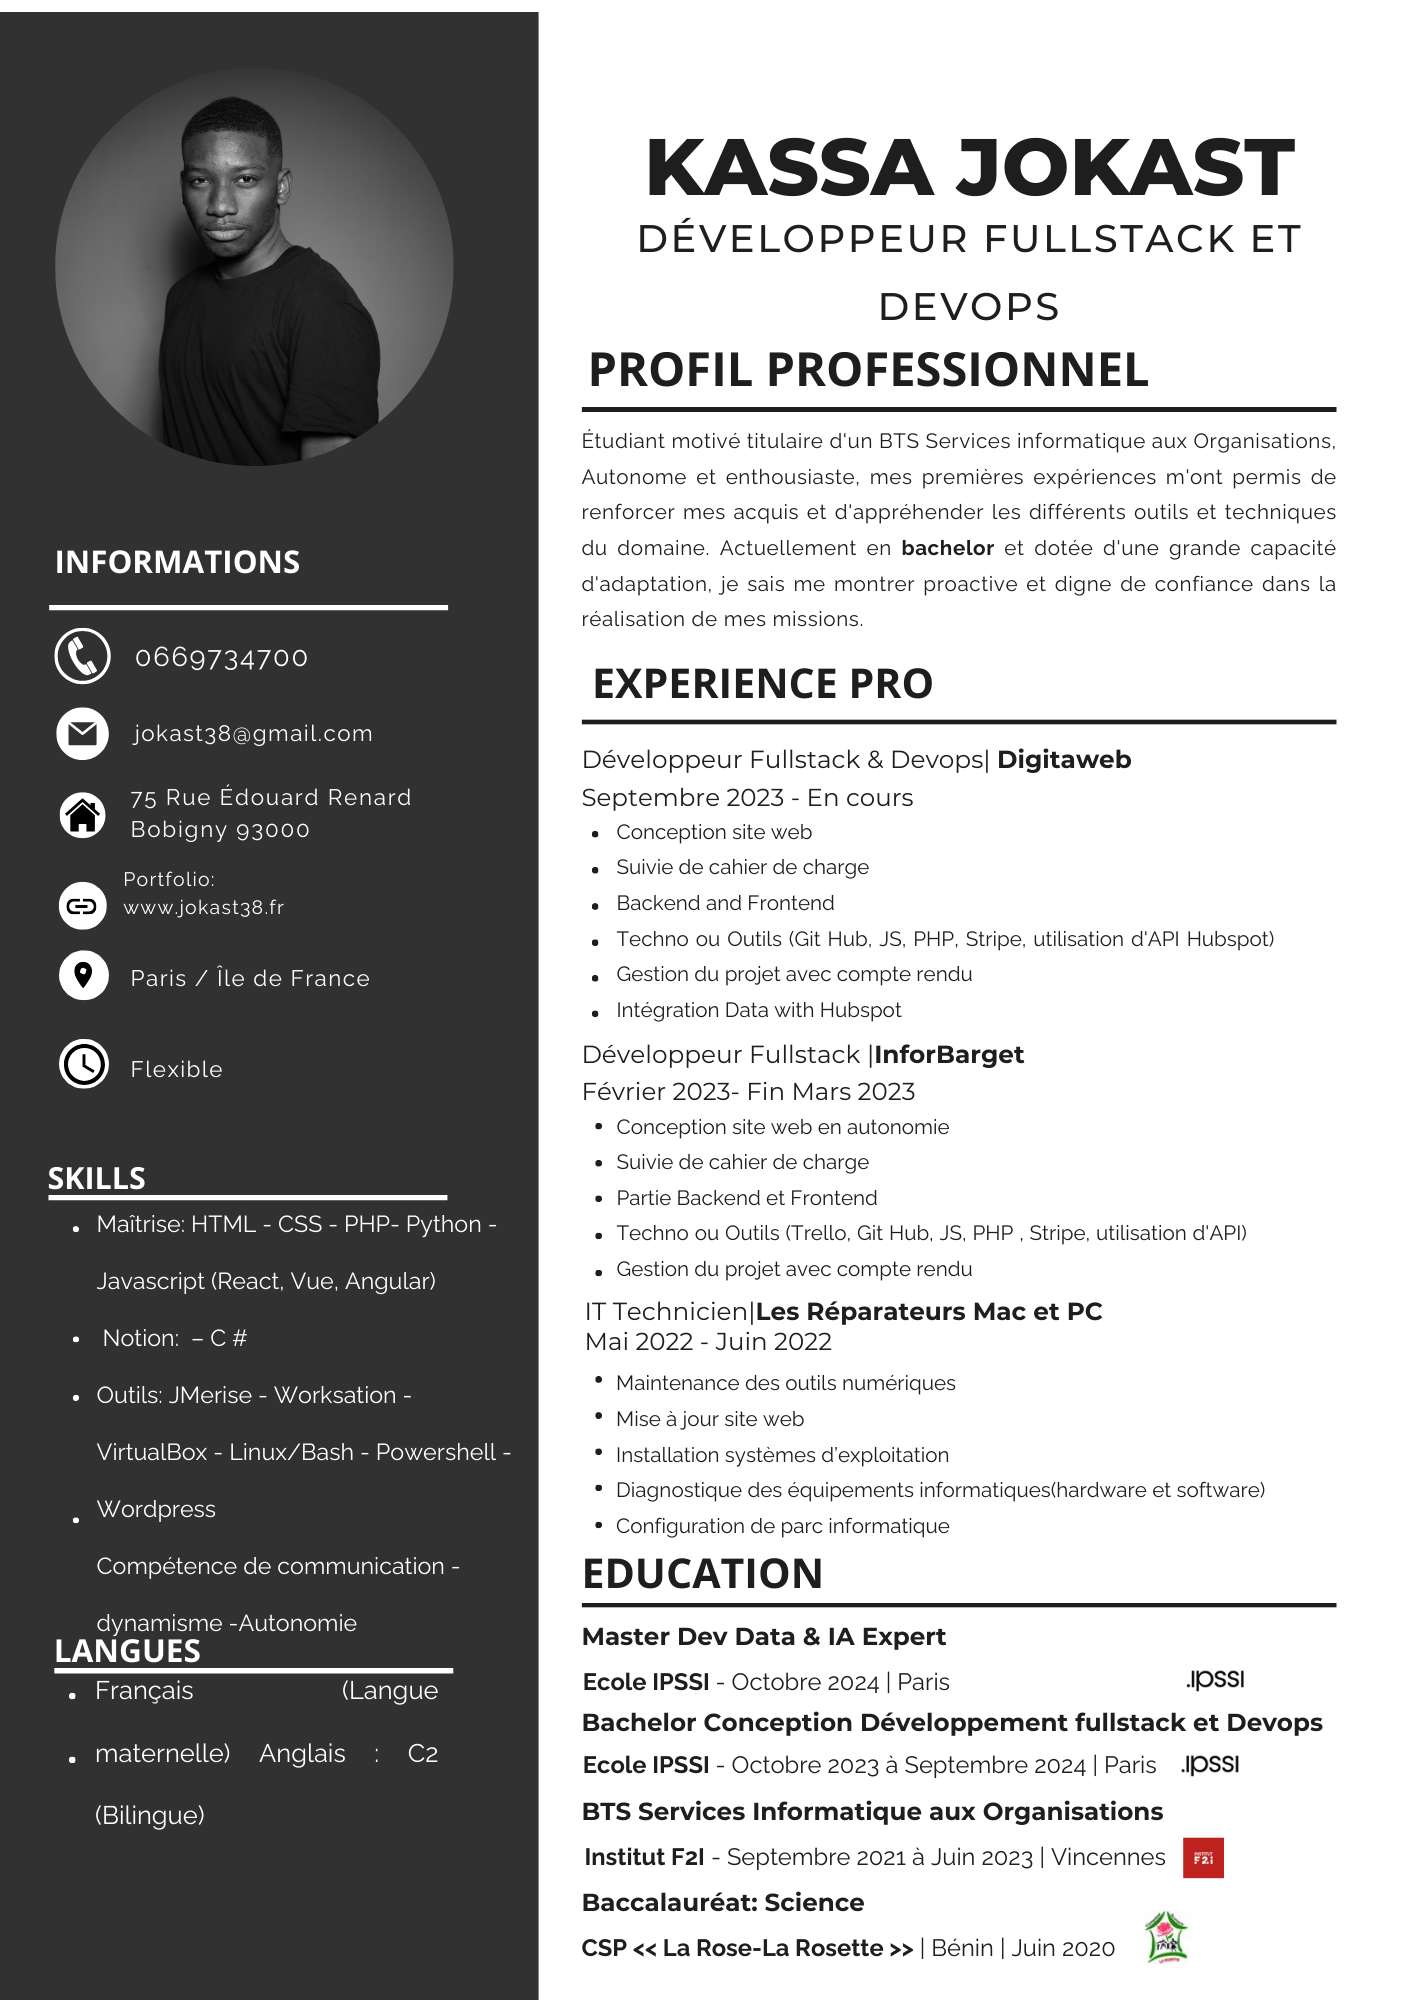 KASSA JOKAST
DÉVELOPPEUR FULLSTACK ET
DEVOPS
INFORMATIONS
0669734700
jokast38@gmail.com
75 Rue Édouard Renard
Bobigny 93000
Portfolio:
www.jokast38.fr
Paris / Île de France
Flexible
SKILLS
• Maîtrise: HTML - CSS - PHP- Python -
Javascript (React, Vue, Angular)
• Notion: – C #
• Outils: JMerise - Worksation -
VirtualBox - Linux/Bash - Powershell -
• Wordpress
Compétence de communication -
dynamisme -Autonomie
LANGUES
• Français (Langue
• maternelle) Anglais : C2
(Bilingue)
PROFIL PROFESSIONNEL
Étudiant motivé titulaire d'un BTS Services informatique aux Organisations,
Autonome et enthousiaste, mes premières expériences m'ont permis de
renforcer mes acquis et d'appréhender les différents outils et techniques
du domaine. Actuellement en bachelor et dotée d'une grande capacité
d'adaptation, je sais me montrer proactive et digne de confiance dans la
réalisation de mes missions.
EXPERIENCE PRO
Développeur Fullstack & Devops| Digitaweb
Septembre 2023 - En cours
• Conception site web
• Suivie de cahier de charge
• Backend and Frontend
• Techno ou Outils (Git Hub, JS, PHP, Stripe, utilisation d'API Hubspot)
• Gestion du projet avec compte rendu
• Intégration Data with Hubspot
Développeur Fullstack |InforBarget
Février 2023- Fin Mars 2023
• Conception site web en autonomie
• Suivie de cahier de charge
• Partie Backend et Frontend
• Techno ou Outils (Trello, Git Hub, JS, PHP , Stripe, utilisation d'API)
• Gestion du projet avec compte rendu
IT Technicien|Les Réparateurs Mac et PC
Mai 2022 - Juin 2022
• Maintenance des outils numériques
• Mise à jour site web
• Installation systèmes d’exploitation
• Diagnostique des équipements informatiques(hardware et software)
• Configuration de parc informatique
EDUCATION
Master Dev Data & IA Expert
Ecole IPSSI - Octobre 2024 | Paris .IPSSI
Bachelor Conception Développement fullstack et Devops
Ecole IPSSI - Octobre 2023 à Septembre 2024 | Paris .IPSSI
BTS Services Informatique aux Organisations
Institut F2I - Septembre 2021 à Juin 2023 | Vincennes INSTITUT F2i
Baccalauréat: Science
CSP << La Rose-La Rosette >> | Bénin | Juin 2020